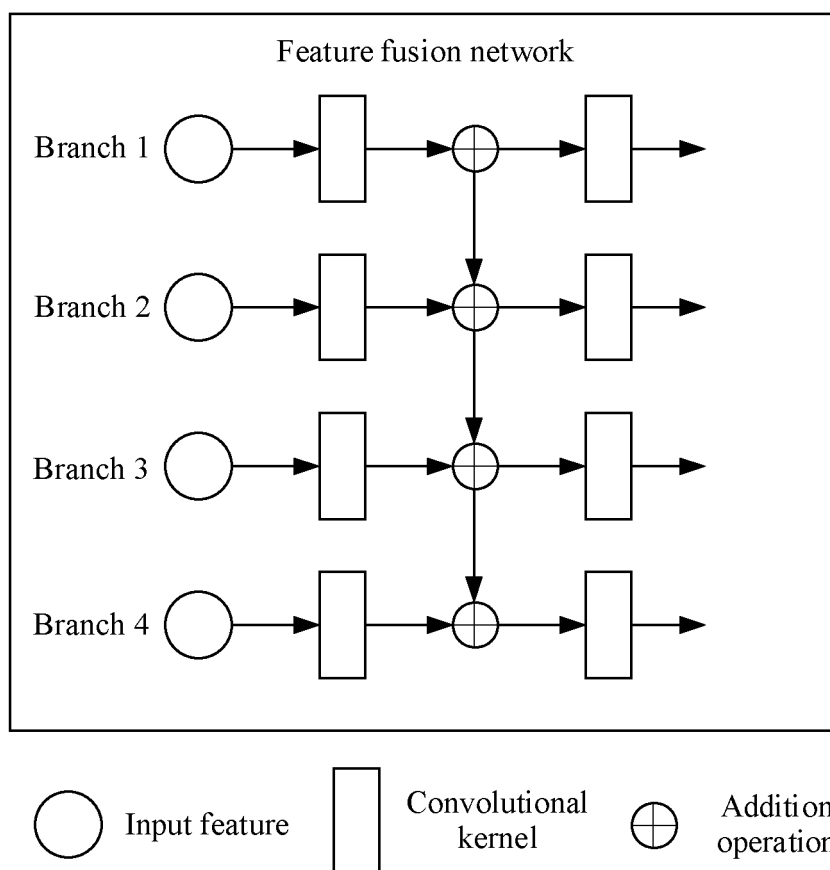 Feature fusion network
Branch 1
Branch 2
Branch 3
Branch 4
Input feature
Convolutional
kernel
Addition
operation